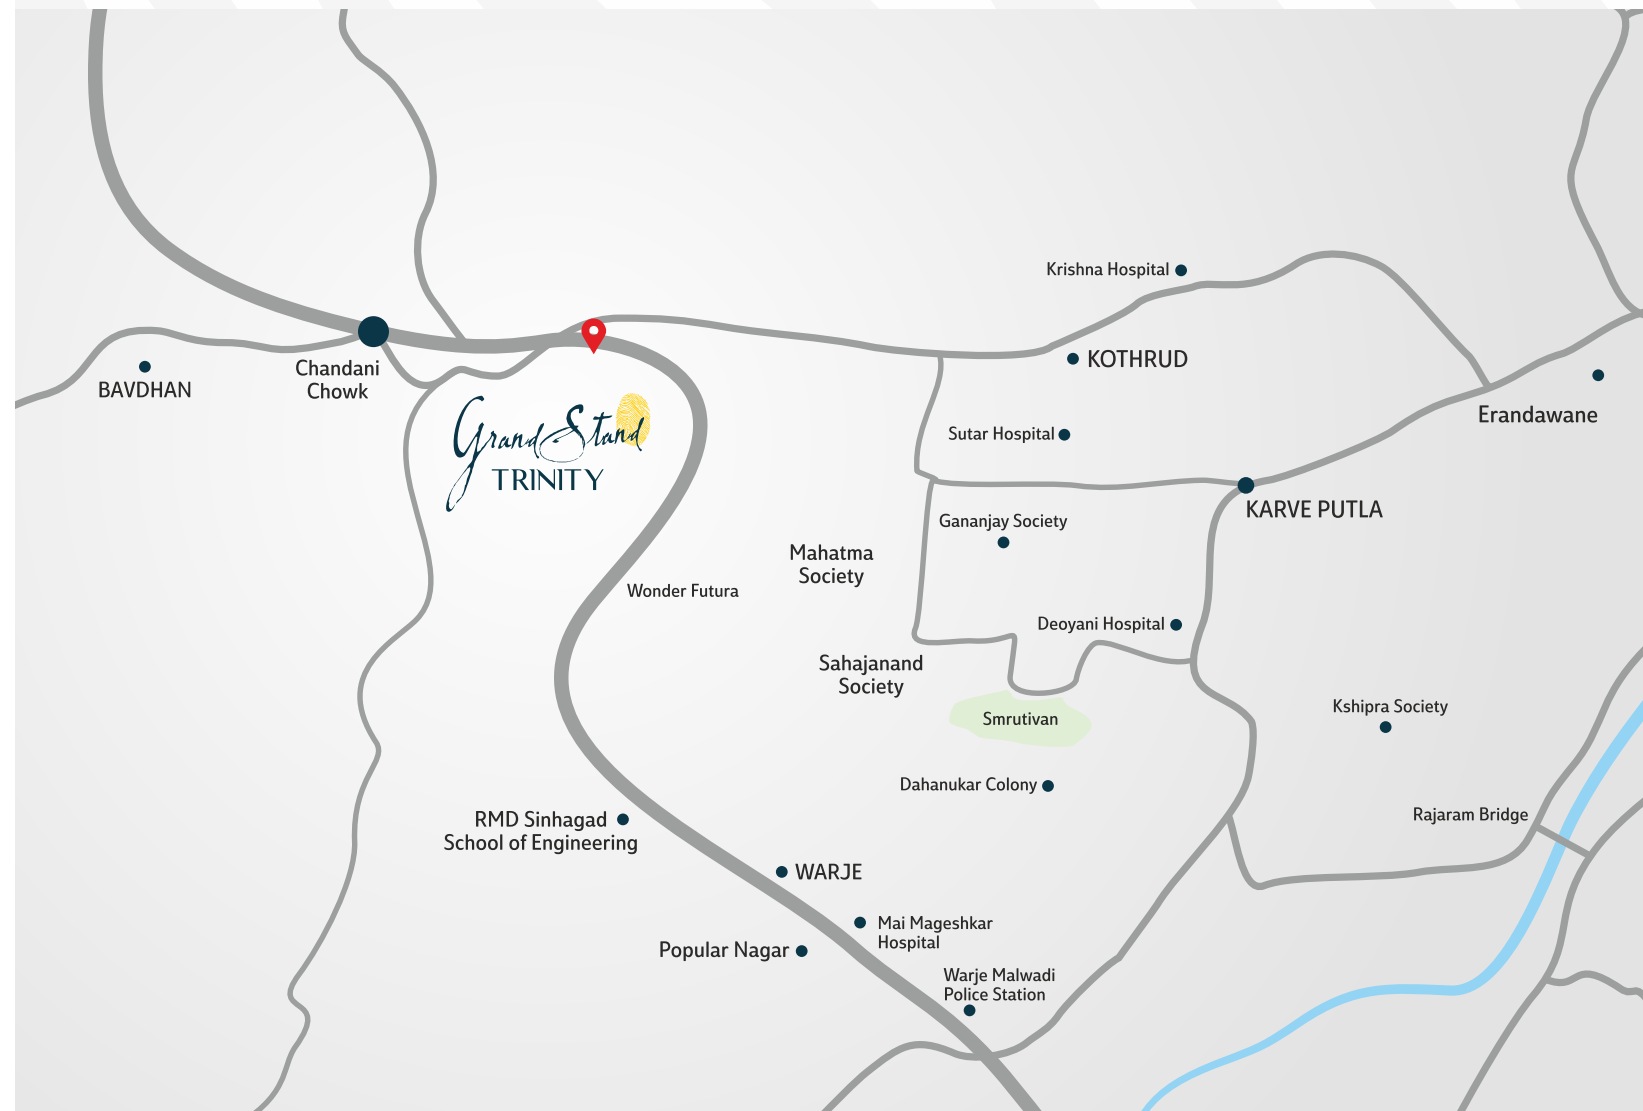 Krishna Hospital
KOTHRUD
Chandani
Chowk
BAVDHAN
Erandawane
Grand Stand
TRINITY
Sutar Hospital
KARVE PUTLA
Gananjay Society
Mahatma
Society
Wonder Futura
Deoyani Hospital
Sahajanand
Society
Smrutivan
Kshipra Society
Dahanukar Colony
Rajaram Bridge
RMD Sinhagad
School of Engineering
WARJE
Mai Mageshkar
Hospital
Popular Nagar
Warje Malwadi
Police Station